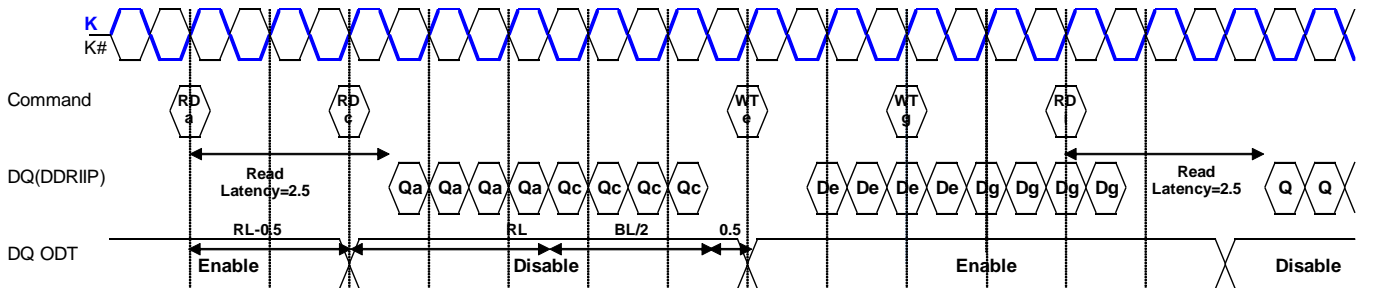 K
K#
Command
RD
a
RD
c
WT
e
WT
g
RD
DQ(DDRIIP)
Read
Latency=2.5
Qa Qa Qa Qa Qc Qc Qc Qc
De De De De Dg Dg Dg Dg
Read
Latency=2.5
Q Q
DQ ODT
RL-0.5
RL
BL/2
0.5
Enable
Disable
Enable
Disable